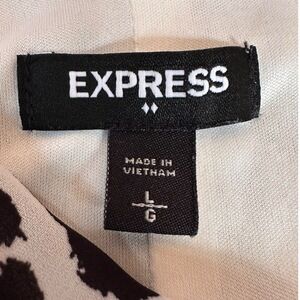 EXPRESS
MADE IN
VIETNAM
L
G